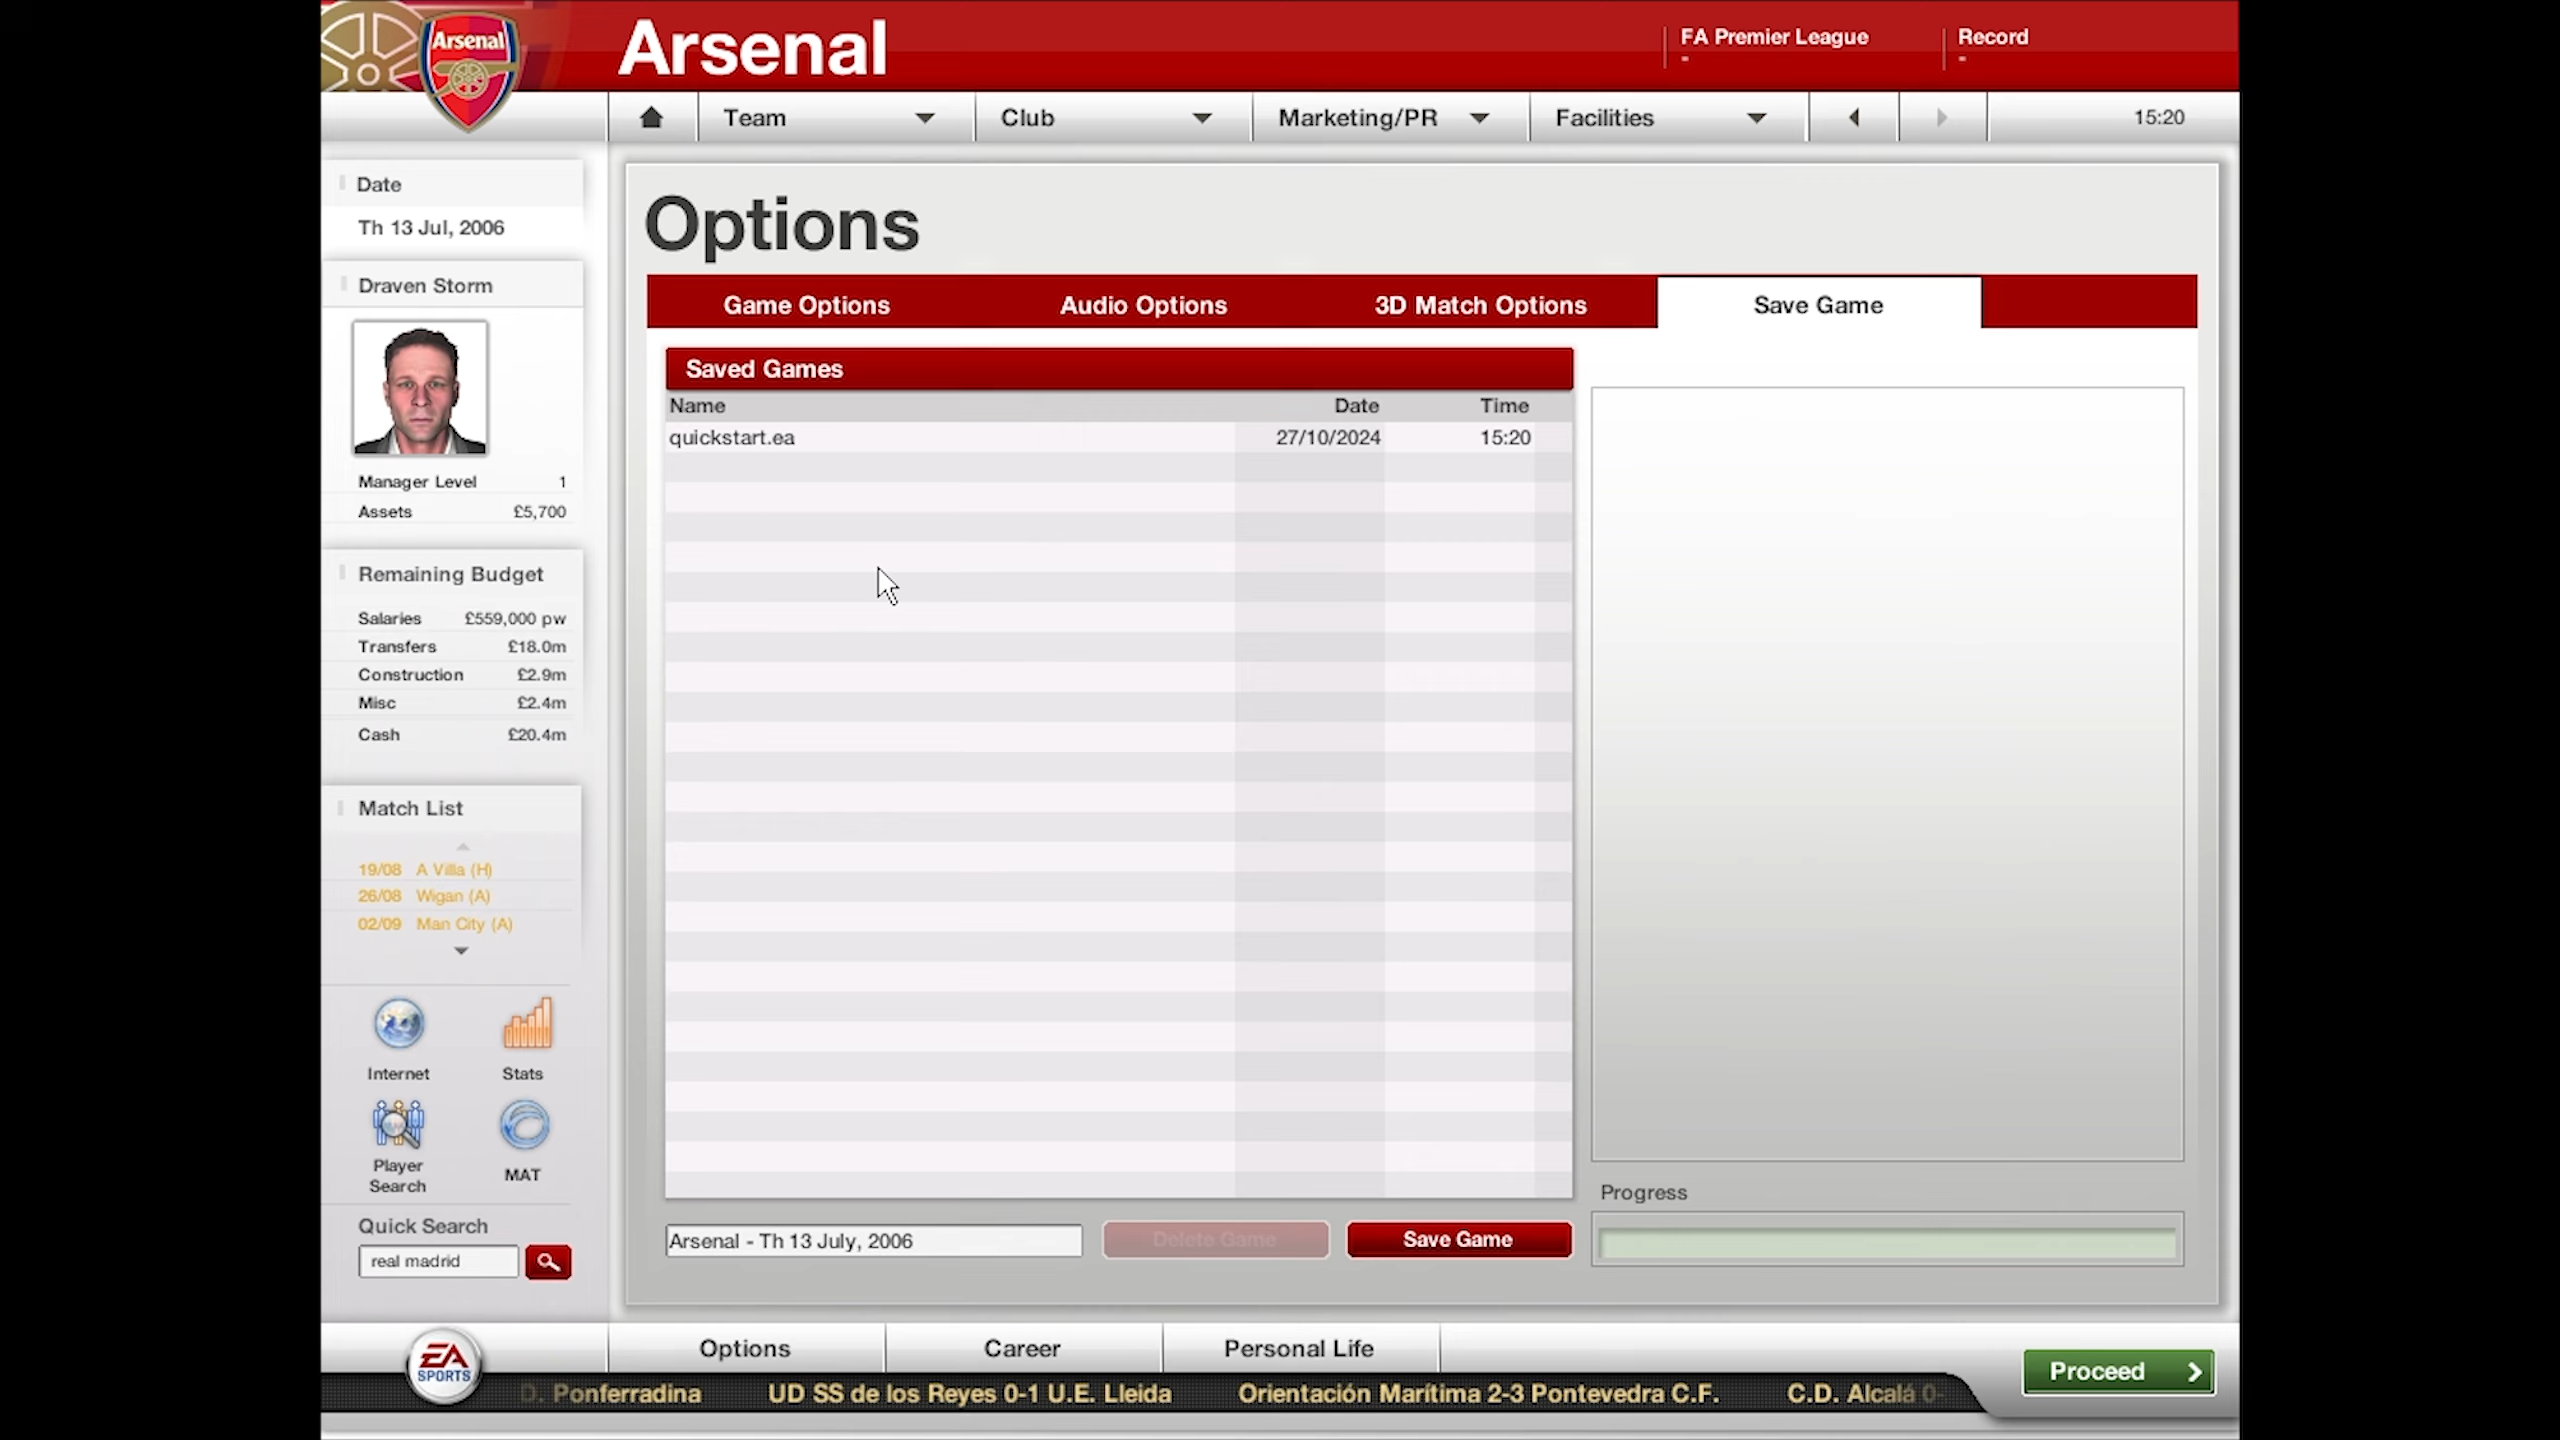 Arsenal
Arsenal
FA Premier League
-
Record
-
Team
Club
Marketing/PR
Facilities
15:20
Date
Th 13 Jul, 2006
Draven Storm
Manager Level 1
Assets £5,700
Remaining Budget
Salaries £559,000 pw
Transfers £18.0m
Construction £2.9m
Misc £2.4m
Cash £20.4m
Match List
19/08 A Villa (H)
26/08 Wigan (A)
02/09 Man City (A)
Internet
Stats
Player
Search
MAT
Quick Search
real madrid
Options
Game Options
Audio Options
3D Match Options
Save Game
Saved Games
Name Date Time
quickstart.ea 27/10/2024 15:20
Progress
Arsenal - Th 13 July, 2006
Delete Game
Save Game
Options
Career
Personal Life
Proceed
EA
SPORTS
D. Ponferradina UD SS de los Reyes 0-1 U.E. Lleida Orientación Marítima 2-3 Pontevedra C.F. C.D. Alcalá 0-